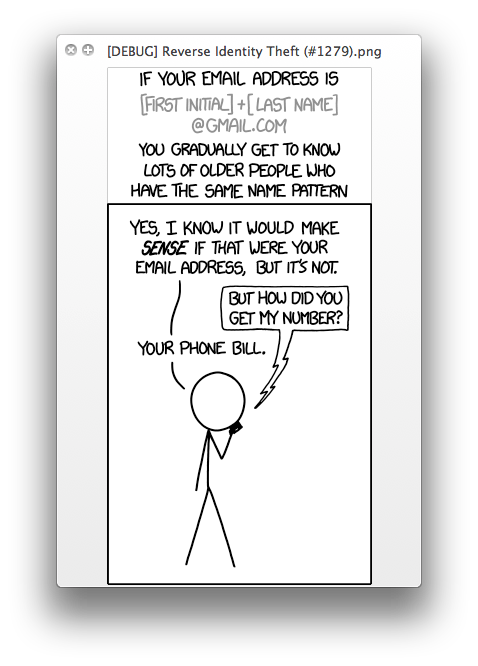 [DEBUG] Reverse Identity Theft (#1279).png
IF YOUR EMAIL ADDRESS IS
[FIRST INITIAL]+[LAST NAME]
@GMAIL.COM
YOU GRADUALLY GET TO KNOW
LOTS OF OLDER PEOPLE WHO
HAVE THE SAME NAME PATTERN
YES, I KNOW IT WOULD MAKE
SENSE IF THAT WERE YOUR
EMAIL ADDRESS, BUT IT'S NOT.
BUT HOW DID YOU
GET MY NUMBER?
YOUR PHONE BILL.